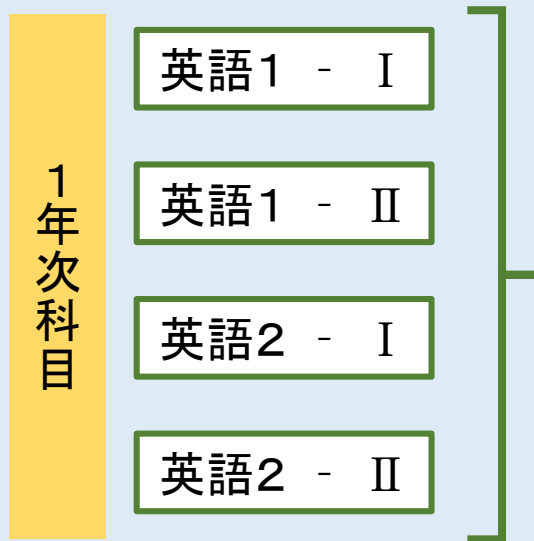 1年次科目
英語1 - Ⅰ
英語1 - Ⅱ
英語2 - Ⅰ
英語2 - Ⅱ